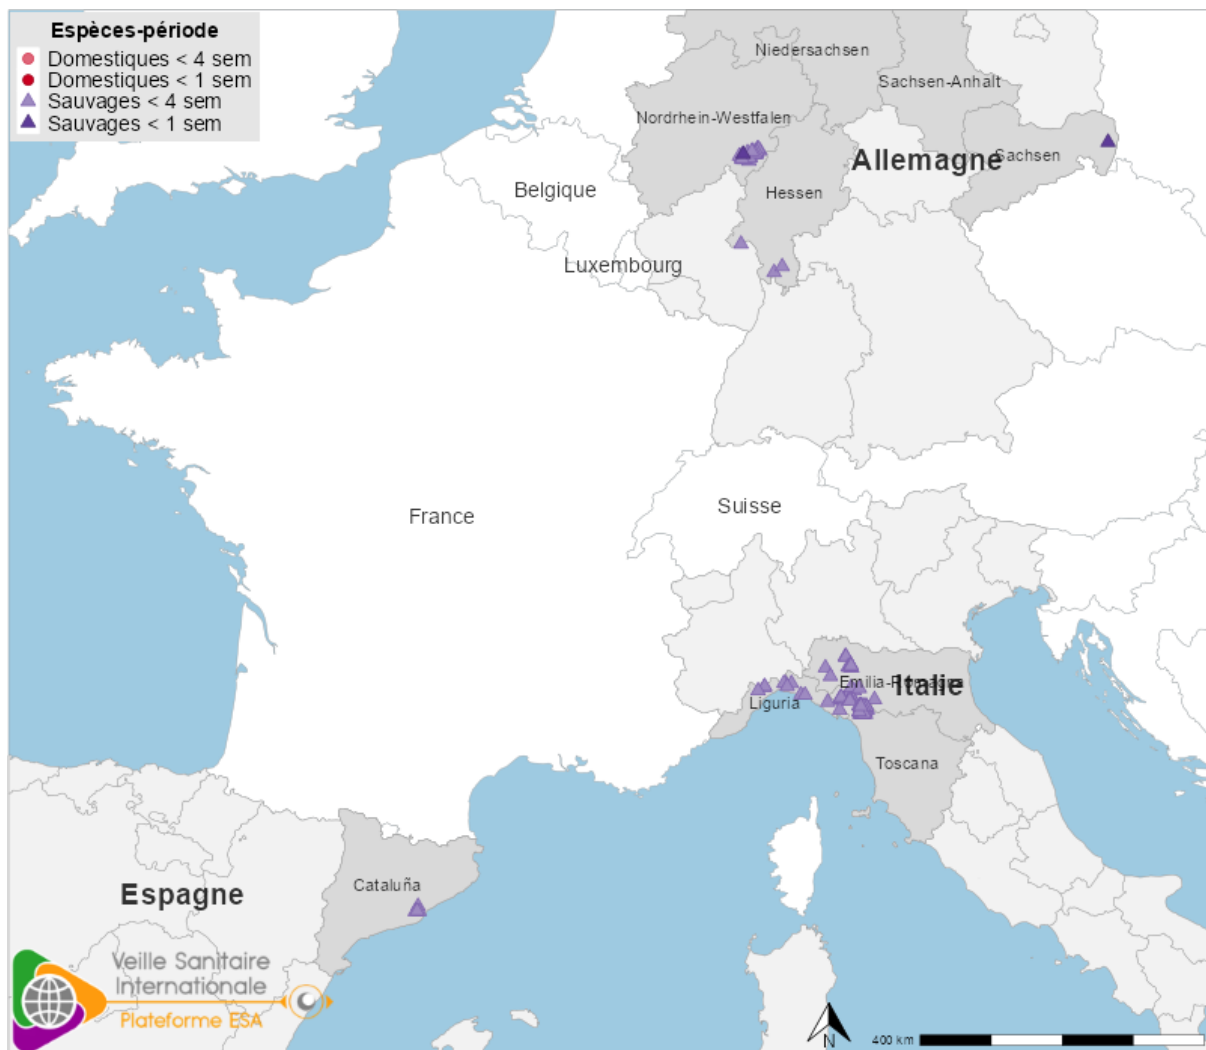 Espèces-période
Domestiques < 4 sem
Domestiques < 1 sem
Sauvages < 4 sem
Sauvages < 1 sem
Niedersachsen
Sachsen-Anhalt
Nordrhein-Westfalen
Allemagne
Sachsen
Belgique
Hessen
Luxembourg
Suisse
France
Emilia-Romagna
Italie
Liguria
Toscana
Cataluña
Espagne
Veille Sanitaire
Internationale
Plateforme ESA
N
400 km